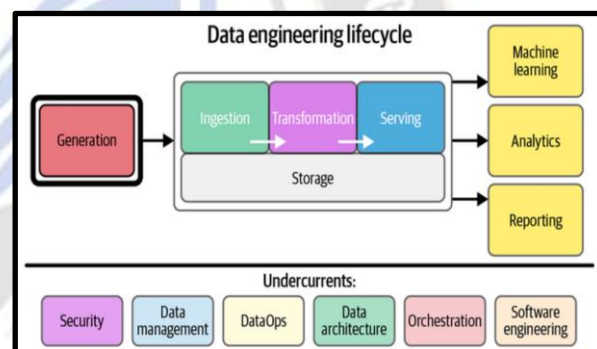 Data engineering lifecycle
Generation
Ingestion
Transformation
Serving
Storage
Machine
learning
Analytics
Reporting
Undercurrents:
Security
Data
management
DataOps
Data
architecture
Orchestration
Software
engineering